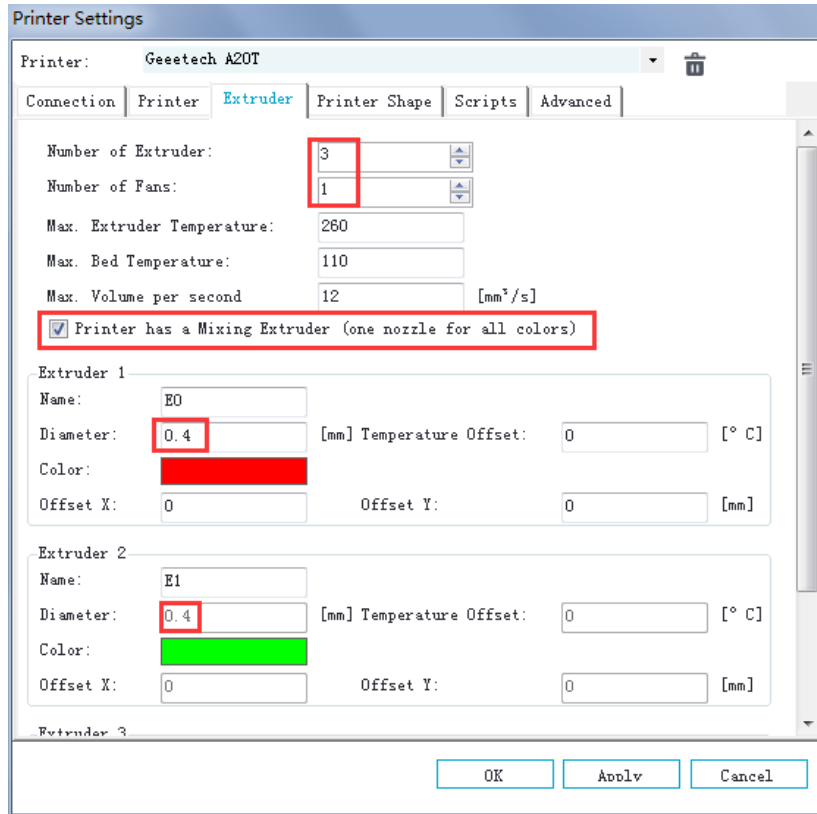 Printer Settings
Printer: Geeetech A20T
Connection Printer Extruder Printer Shape Scripts Advanced
Number of Extruder: 3
Number of Fans: 1
Max. Extruder Temperature: 260
Max. Bed Temperature: 110
Max. Volume per second 12 [mm³/s]
Printer has a Mixing Extruder (one nozzle for all colors)
Extruder 1
Name: E0
Diameter: 0.4 [mm] Temperature Offset: 0 [° C]
Color:
Offset X: 0 Offset Y: 0 [mm]
Extruder 2
Name: E1
Diameter: 0.4 [mm] Temperature Offset: 0 [° C]
Color:
Offset X: 0 Offset Y: 0 [mm]
Extruder 3
OK Apply Cancel